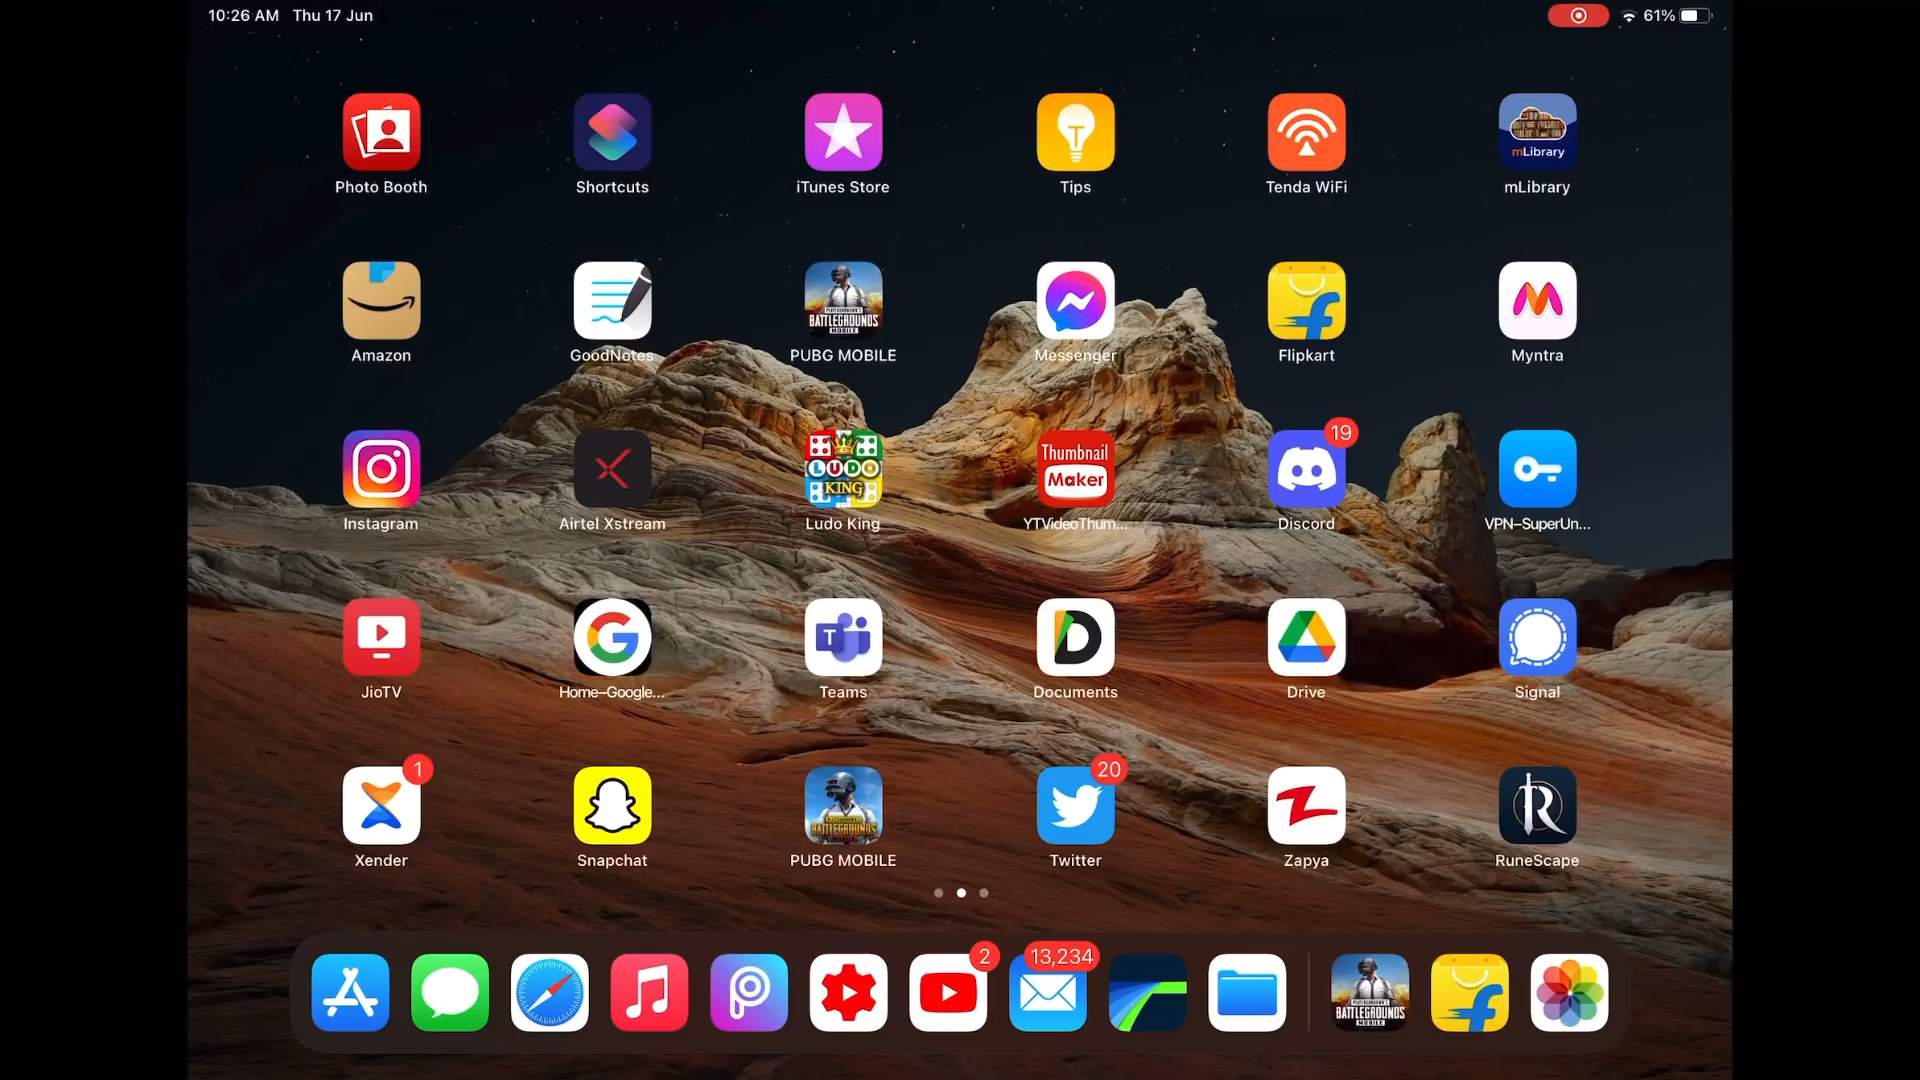 10:26 AM Thu 17 Jun
61%
mLibrary
Photo Booth
Shortcuts
iTunes Store
Tips
Tenda WiFi
mLibrary
BATTLEGROUNDS
MOBILE
Amazon
GoodNotes
PUBG MOBILE
Messenger
Flipkart
Myntra
LUDO
KING
Thumbnail
Maker
19
Instagram
Airtel Xstream
Ludo King
YTVideoThum...
Discord
VPN–SuperUn...
T
JioTV
Home–Google...
Teams
Documents
Drive
Signal
1
BATTLEGROUNDS
20
Xender
Snapchat
PUBG MOBILE
Twitter
Zapya
RuneScape
2
13,234
BATTLEGROUNDS
MOBILE